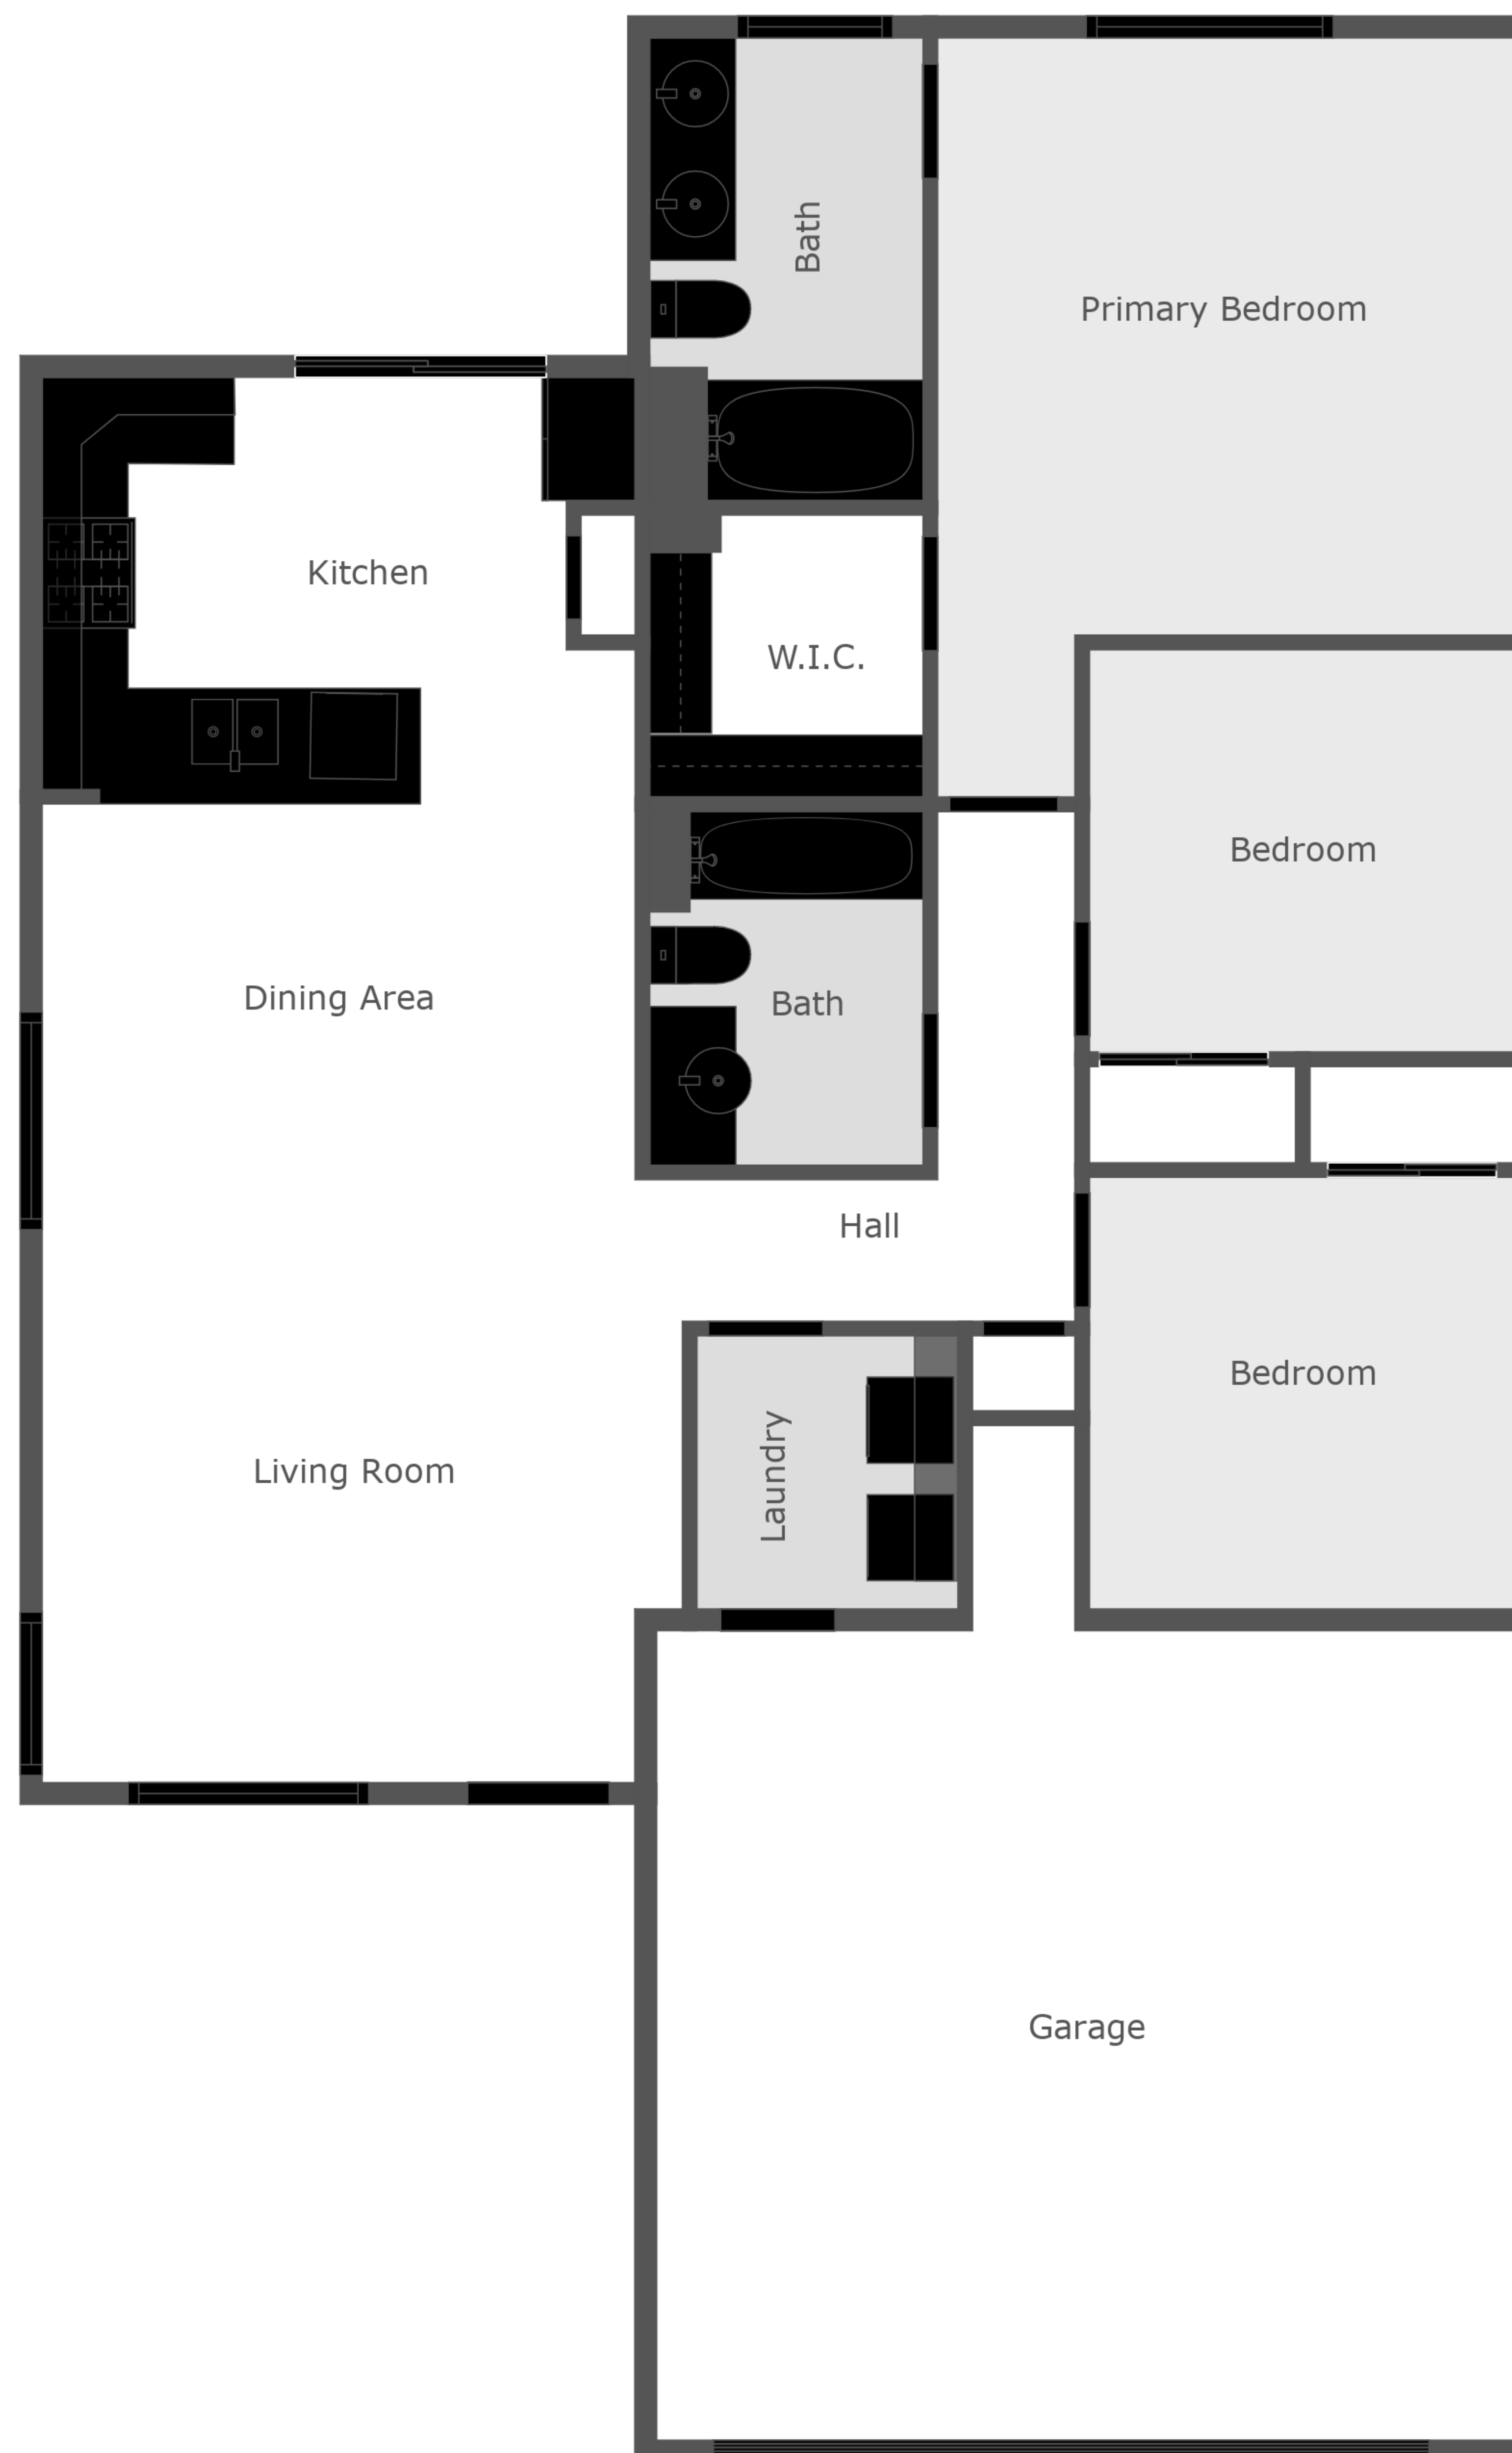 Bath
Primary Bedroom
Kitchen
W.I.C.
Bedroom
Dining Area
Bath
Hall
Bedroom
Living Room
Laundry
Garage